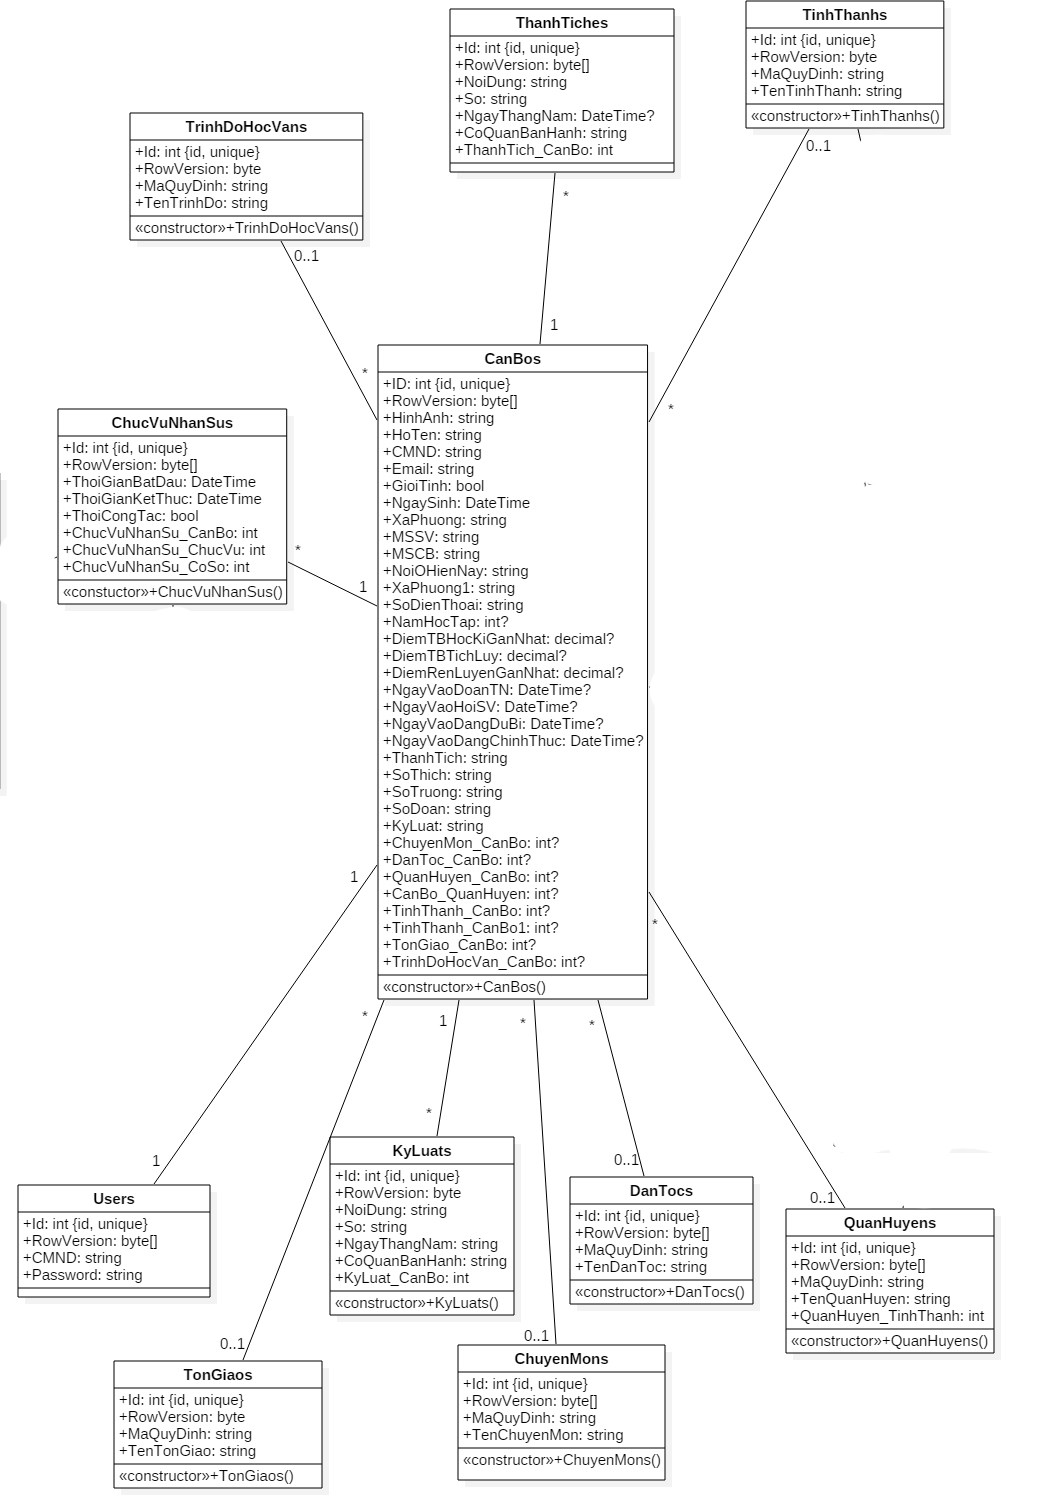 ThanhTiches
+Id: int {id, unique}
+RowVersion: byte[]
+NoiDung: string
+So: string
+NgayThangNam: DateTime?
+CoQuanBanHanh: string
+ThanhTich_CanBo: int
*
1
TinhThanhs
+Id: int {id, unique}
+RowVersion: byte
+MaQuyDinh: string
+TenTinhThanh: string
«constructor»+TinhThanhs()
0..1
*
TrinhDoHocVans
+Id: int {id, unique}
+RowVersion: byte
+MaQuyDinh: string
+TenTrinhDo: string
«constructor»+TrinhDoHocVans()
0..1
*
ChucVuNhanSus
+Id: int {id, unique}
+RowVersion: byte[]
+ThoiGianBatDau: DateTime
+ThoiGianKetThuc: DateTime
+ThoiCongTac: bool
+ChucVuNhanSu_CanBo: int
+ChucVuNhanSu_ChucVu: int
+ChucVuNhanSu_CoSo: int
«constuctor»+ChucVuNhanSus()
*
1
CanBos
+ID: int {id, unique}
+RowVersion: byte[]
+HinhAnh: string
+HoTen: string
+CMND: string
+Email: string
+GioiTinh: bool
+NgaySinh: DateTime
+XaPhuong: string
+MSSV: string
+MSCB: string
+NoiOHienNay: string
+XaPhuong1: string
+SoDienThoai: string
+NamHocTap: int?
+DiemTBHocKiGanNhat: decimal?
+DiemTBTichLuy: decimal?
+DiemRenLuyenGanNhat: decimal?
+NgayVaoDoanTN: DateTime?
+NgayVaoHoiSV: DateTime?
+NgayVaoDangDuBi: DateTime?
+NgayVaoDangChinhThuc: DateTime?
+ThanhTich: string
+SoThich: string
+SoTruong: string
+SoDoan: string
+KyLuat: string
+ChuyenMon_CanBo: int?
+DanToc_CanBo: int?
+QuanHuyen_CanBo: int?
+CanBo_QuanHuyen: int?
+TinhThanh_CanBo: int?
+TinhThanh_CanBo1: int?
+TonGiao_CanBo: int?
+TrinhDoHocVan_CanBo: int?
«constructor»+CanBos()
1
*
*
1
*
*
1
*
0..1
0..1
Users
+Id: int {id, unique}
+RowVersion: byte[]
+CMND: string
+Password: string
KyLuats
+Id: int {id, unique}
+RowVersion: byte
+NoiDung: string
+So: string
+NgayThangNam: string
+CoQuanBanHanh: string
+KyLuat_CanBo: int
«constructor»+KyLuats()
DanTocs
+Id: int {id, unique}
+RowVersion: byte[]
+MaQuyDinh: string
+TenDanToc: string
«constructor»+DanTocs()
QuanHuyens
+Id: int {id, unique}
+RowVersion: byte[]
+MaQuyDinh: string
+TenQuanHuyen: string
+QuanHuyen_TinhThanh: int
«constructor»+QuanHuyens()
0..1
TonGiaos
+Id: int {id, unique}
+RowVersion: byte
+MaQuyDinh: string
+TenTonGiao: string
«constructor»+TonGiaos()
0..1
ChuyenMons
+Id: int {id, unique}
+RowVersion: byte[]
+MaQuyDinh: string
+TenChuyenMon: string
«constructor»+ChuyenMons()